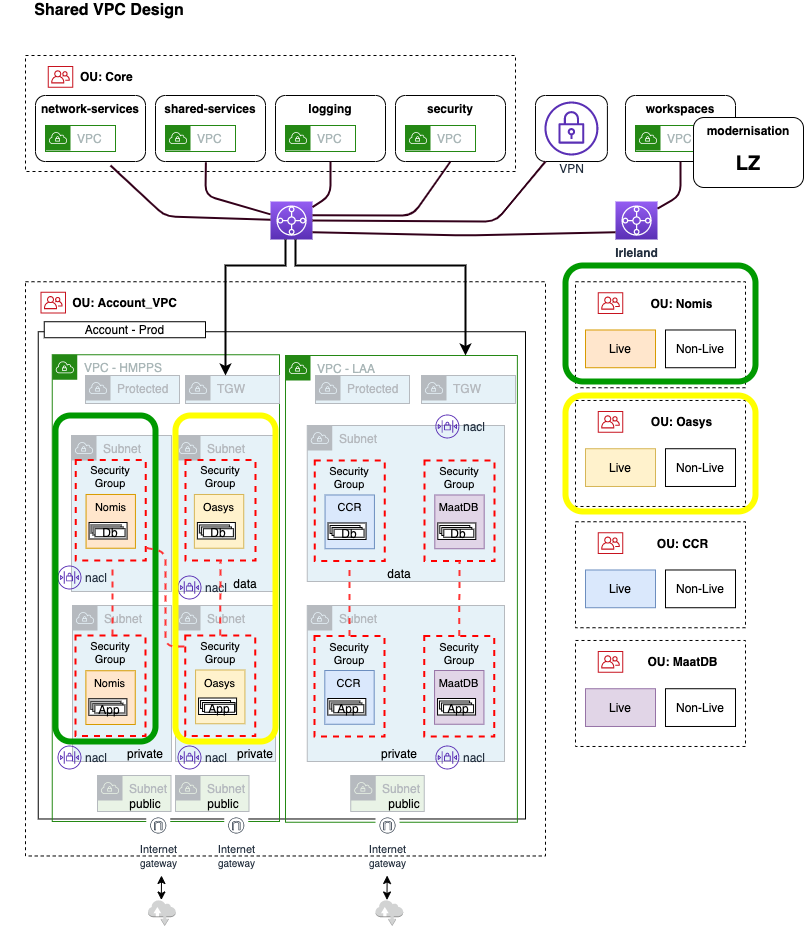 Shared VPC Design
OU: Core
network-services
shared-services
logging
security
workspaces
VPC
VPC
VPC
VPC
VPC
modernisation
LZ
VPN
Irleland
OU: Account_VPC
Account - Prod
VPC - HMPPS
VPC - LAA
Protected
TGW
Protected
TGW
nacl
Subnet
Subnet
Subnet
Security
Group
Security
Group
Security
Group
Security
Group
Nomis
Oasys
CCR
MaatDB
Db
Db
Db
Db
nacl
nacl
data
data
Subnet
Subnet
Subnet
Security
Group
Security
Group
Security
Group
Security
Group
Nomis
Oasys
CCR
MaatDB
App
App
App
App
nacl
private
nacl
private
private
nacl
Subnet
public
Subnet
public
Subnet
public
Internet
gateway
Internet
gateway
Internet
gateway
OU: Nomis
Live
Non-Live
OU: Oasys
Live
Non-Live
OU: CCR
Live
Non-Live
OU: MaatDB
Live
Non-Live